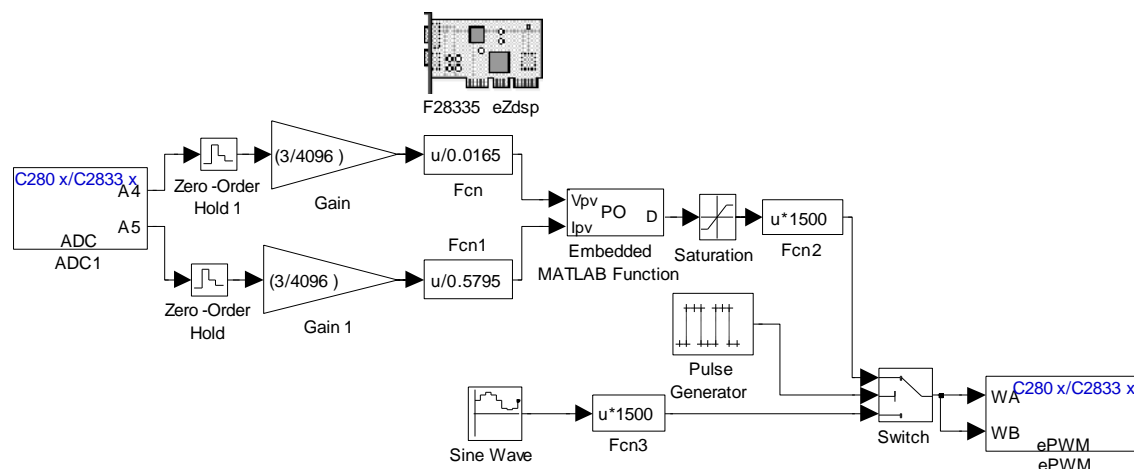 F28335 eZdsp
C280 x/C2833 x
A4
A5
ADC
ADC1
Zero -Order
Hold 1
(3/4096 )
Gain
u/0.0165
Fcn
Zero -Order
Hold
(3/4096 )
Gain 1
Fcn1
u/0.5795
Vpv
PO
D
Ipv
Embedded
MATLAB Function
Saturation
u*1500
Fcn2
Pulse
Generator
Sine Wave
u*1500
Fcn3
Switch
C280 x/C2833 x
WA
WB
ePWM
ePWM